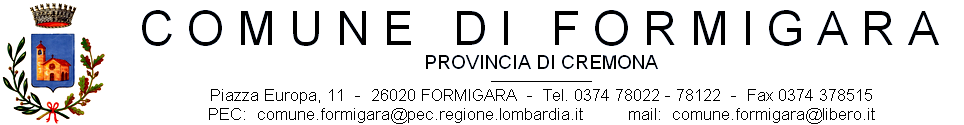 COMUNE DI FORMIGARA
PROVINCIA DI CREMONA
Piazza Europa, 11 - 26020 FORMIGARA - Tel. 0374 78022 - 78122 - Fax 0374 378515
PEC: comune.formigara@pec.regione.lombardia.it mail: comune.formigara@libero.it